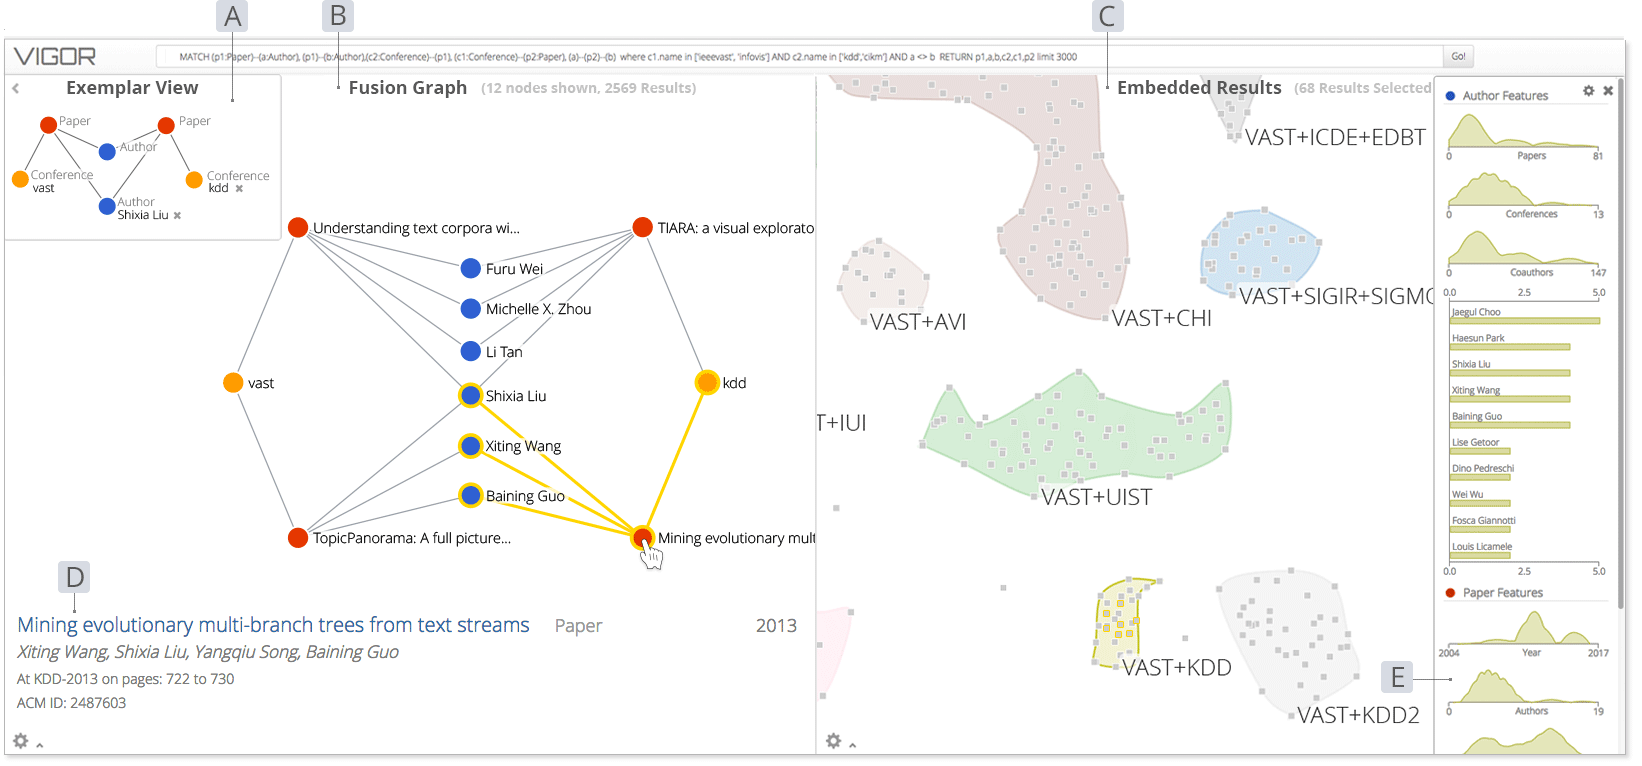 A
B
C
VIGOR
MATCH (p1:Paper)--(a:Author), (p1)--(b:Author),(c2:Conference)--(p1), (c1:Conference)--(p2:Paper), (a)--(p2)--(b) where c1.name in ['ieeevast', 'infovis'] AND c2.name in ['kdd','cikm'] AND a <> b RETURN p1,a,b,c2,c1,p2 limit 3000
Go!
Exemplar View
Paper
Paper
Author
Conference
vast
Conference
kdd
Author
Shixia Liu
Fusion Graph (12 nodes shown, 2569 Results)
Understanding text corpora wi...
TIARA: a visual explorato
Furu Wei
Michelle X. Zhou
Li Tan
vast
Shixia Liu
kdd
Xiting Wang
Baining Guo
TopicPanorama: A full picture...
Mining evolutionary mult
D
Mining evolutionary multi-branch trees from text streams Paper 2013
Xiting Wang, Shixia Liu, Yangqiu Song, Baining Guo
At KDD-2013 on pages: 722 to 730
ACM ID: 2487603
Embedded Results (68 Results Selected
VAST+ICDE+EDBT
VAST+SIGIR+SIGMO
VAST+AVI
VAST+CHI
T+IUI
VAST+UIST
VAST+KDD
VAST+KDD2
E
Author Features
0 Papers 81
0 Conferences 13
0 Coauthors 147
0.0 2.5 5.0
Jaegul Choo
Haesun Park
Shixia Liu
Xiting Wang
Baining Guo
Lise Getoor
Dino Pedreschi
Wei Wu
Fosca Giannotti
Louis Licamele
0.0 2.5 5.0
Paper Features
2004 Year 2017
0 Authors 19